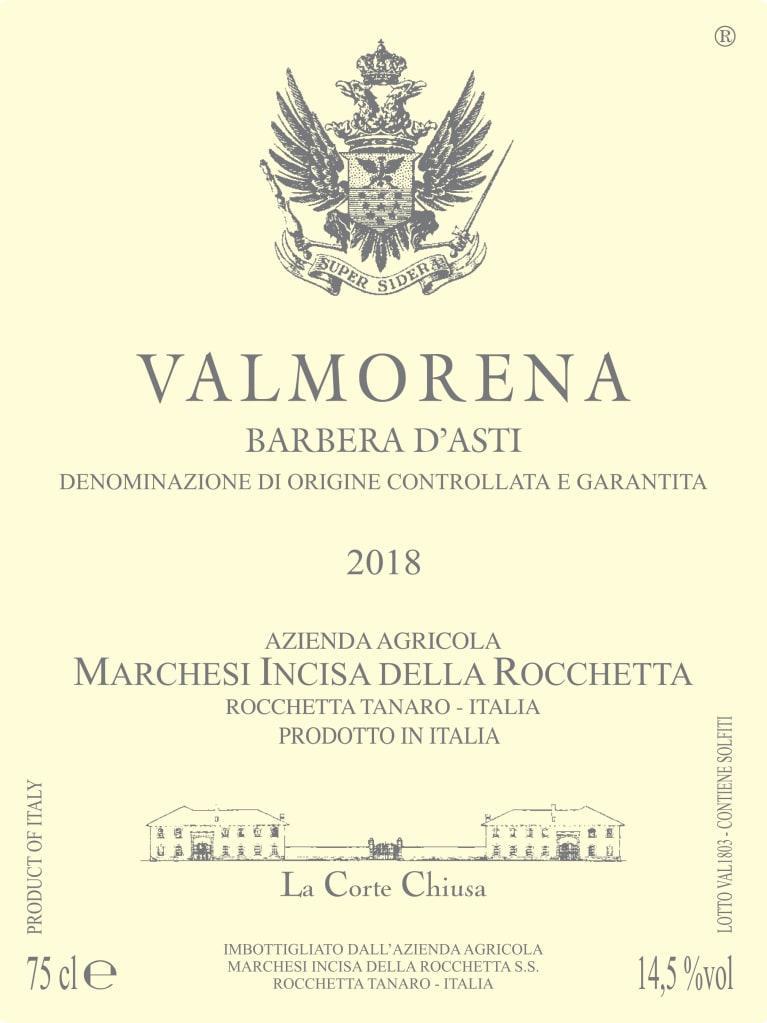 ®
SUPER SIDERA
VALMORENA
BARBERA D'ASTI
DENOMINAZIONE DI ORIGINE CONTROLLATA E GARANTITA
2018
AZIENDA AGRICOLA
MARCHESI INCISA DELLA ROCCHETTA
ROCCHETTA TANARO - ITALIA
PRODOTTO IN ITALIA
PRODUCT OF ITALY
LOTTO VAL1803 - CONTIENE SOLFITI
La Corte Chiusa
75 cl ℮
IMBOTTIGLIATO DALL'AZIENDA AGRICOLA
MARCHESI INCISA DELLA ROCCHETTA S.S.
ROCCHETTA TANARO - ITALIA
14,5 %vol